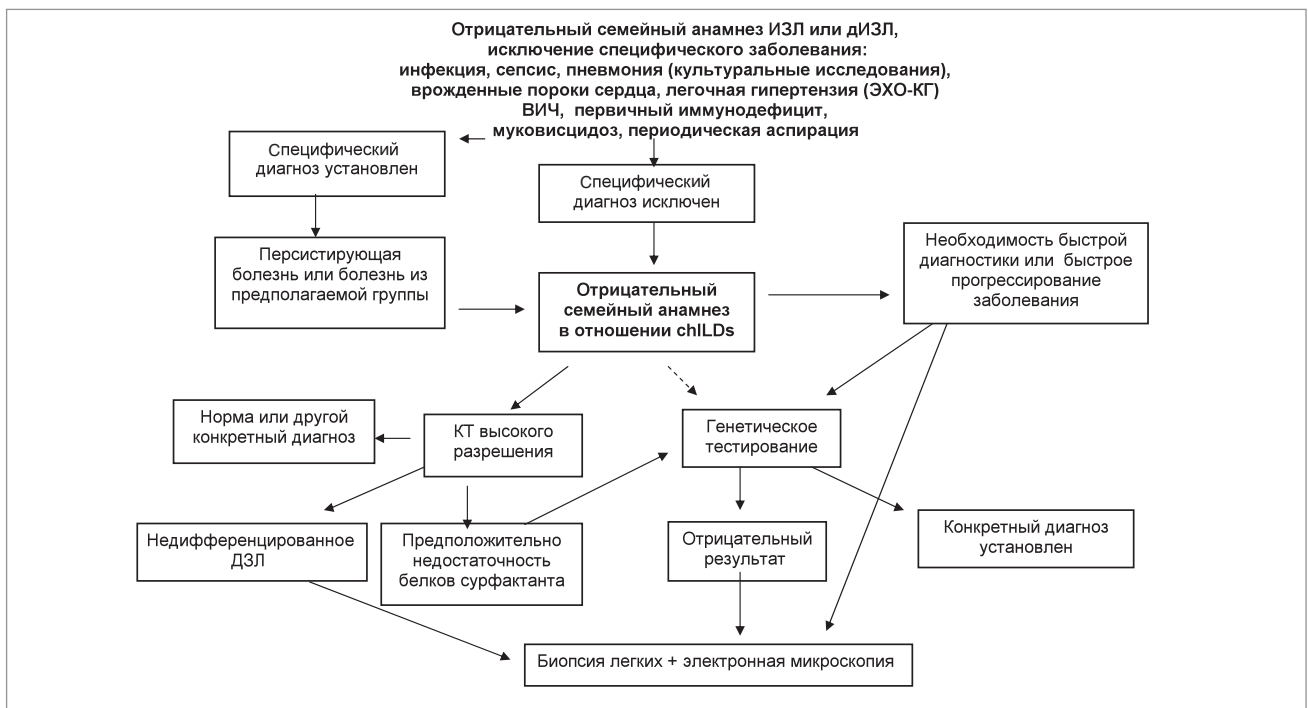 Отрицательный семейный анамнез ИЗЛ или дИЗЛ,
исключение специфического заболевания:
инфекция, сепсис, пневмония (культуральные исследования),
врожденные пороки сердца, легочная гипертензия (ЭХО-КГ)
ВИЧ, первичный иммунодефицит,
муковисцидоз, периодическая аспирация
Специфический
диагноз установлен
Специфический
диагноз исключен
Персистирующая
болезнь или болезнь из
предполагаемой группы
Отрицательный
семейный анамнез
в отношении chILDs
Необходимость быстрой
диагностики или быстрое
прогрессирование
заболевания
Норма или другой
конкретный диагноз
КТ высокого
разрешения
Генетическое
тестирование
Недифференцированное
ДЗЛ
Предположительно
недостаточность
белков сурфактанта
Отрицательный
результат
Конкретный диагноз
установлен
Биопсия легких + электронная микроскопия